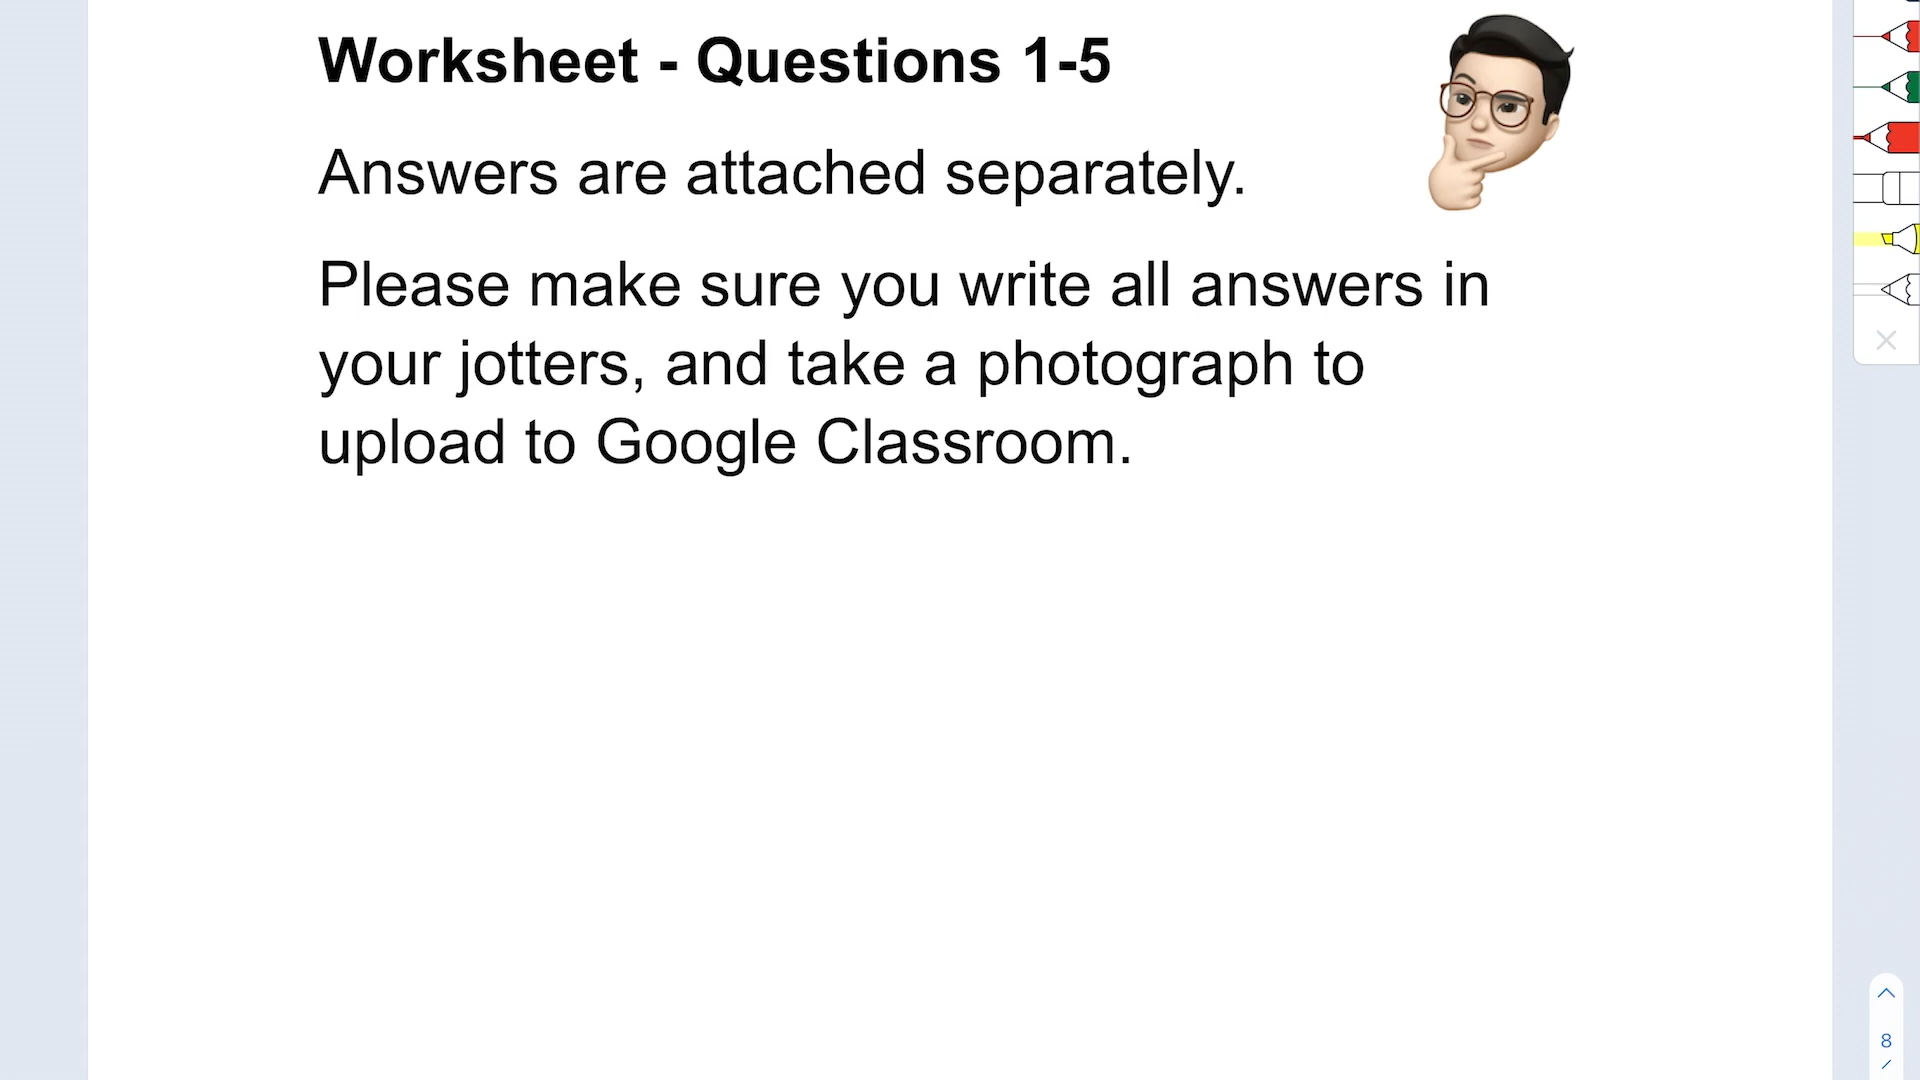 Worksheet - Questions 1-5
Answers are attached separately.
Please make sure you write all answers in
your jotters, and take a photograph to
upload to Google Classroom.
8